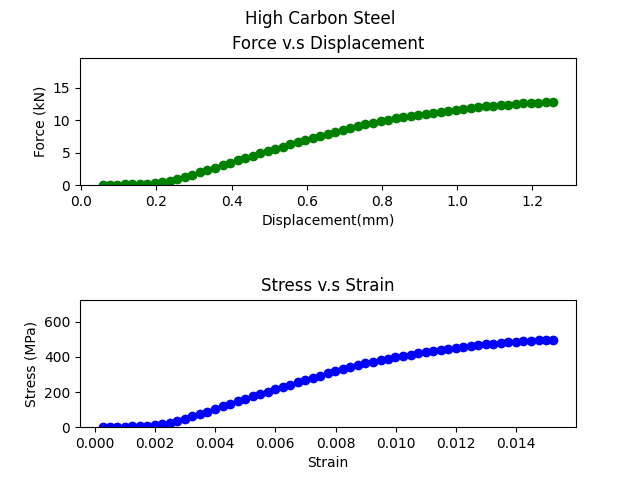 High Carbon Steel
Force v.s Displacement
15
10
5
0
Force (kN)
0.0 0.2 0.4 0.6 0.8 1.0 1.2
Displacement(mm)
Stress v.s Strain
600
400
200
0
Stress (MPa)
0.000 0.002 0.004 0.006 0.008 0.010 0.012 0.014
Strain